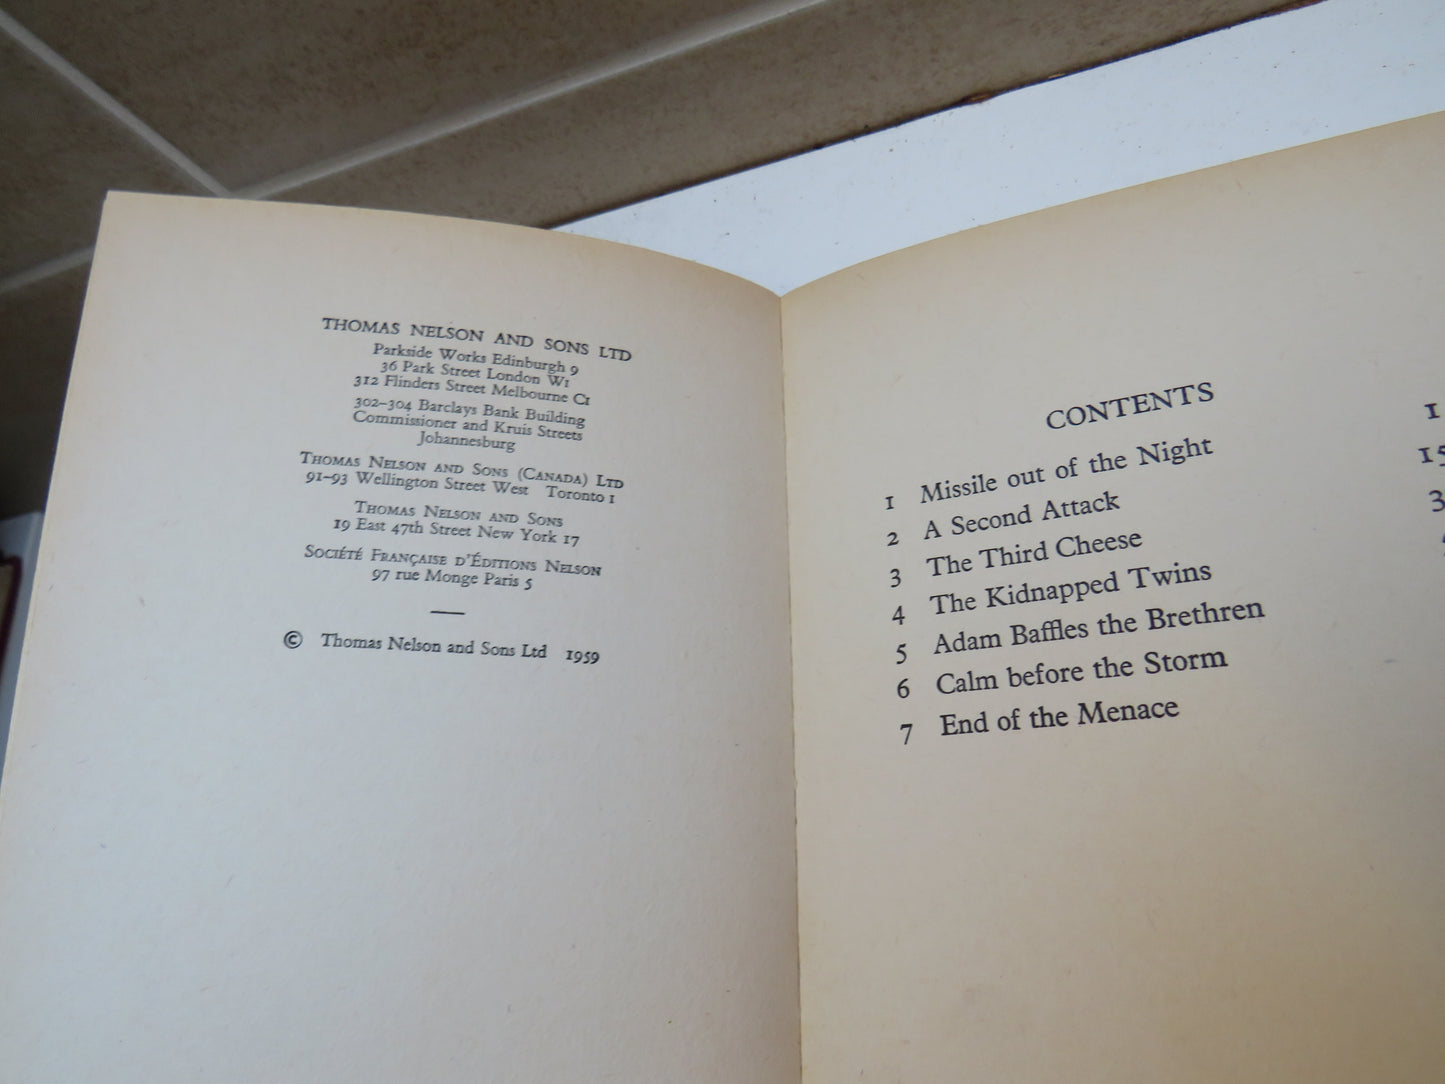 THOMAS NELSON AND SONS LTD
Parkside Works Edinburgh 9
36 Park Street London W1
312 Flinders Street Melbourne C1
302–304 Barclays Bank Building
Commissioner and Kruis Streets
Johannesburg
THOMAS NELSON AND SONS (CANADA) LTD
91–93 Wellington Street West Toronto 1
THOMAS NELSON AND SONS
19 East 47th Street New York 17
SOCIÉTÉ FRANÇAISE D'ÉDITIONS NELSON
97 rue Monge Paris 5
© Thomas Nelson and Sons Ltd 1959
CONTENTS
1 Missile out of the Night 1
2 A Second Attack 15
3 The Third Cheese 3
4 The Kidnapped Twins
5 Adam Baffles the Brethren
6 Calm before the Storm
7 End of the Menace